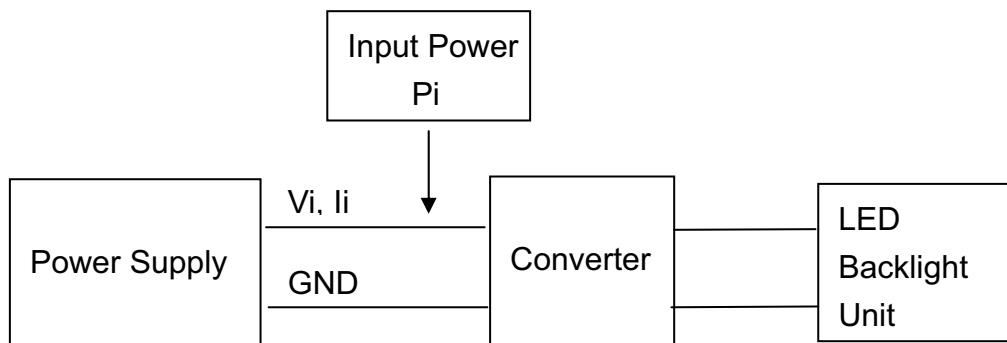 Input Power
Pi
Vi, Ii
Power Supply
GND
Converter
LED
Backlight
Unit